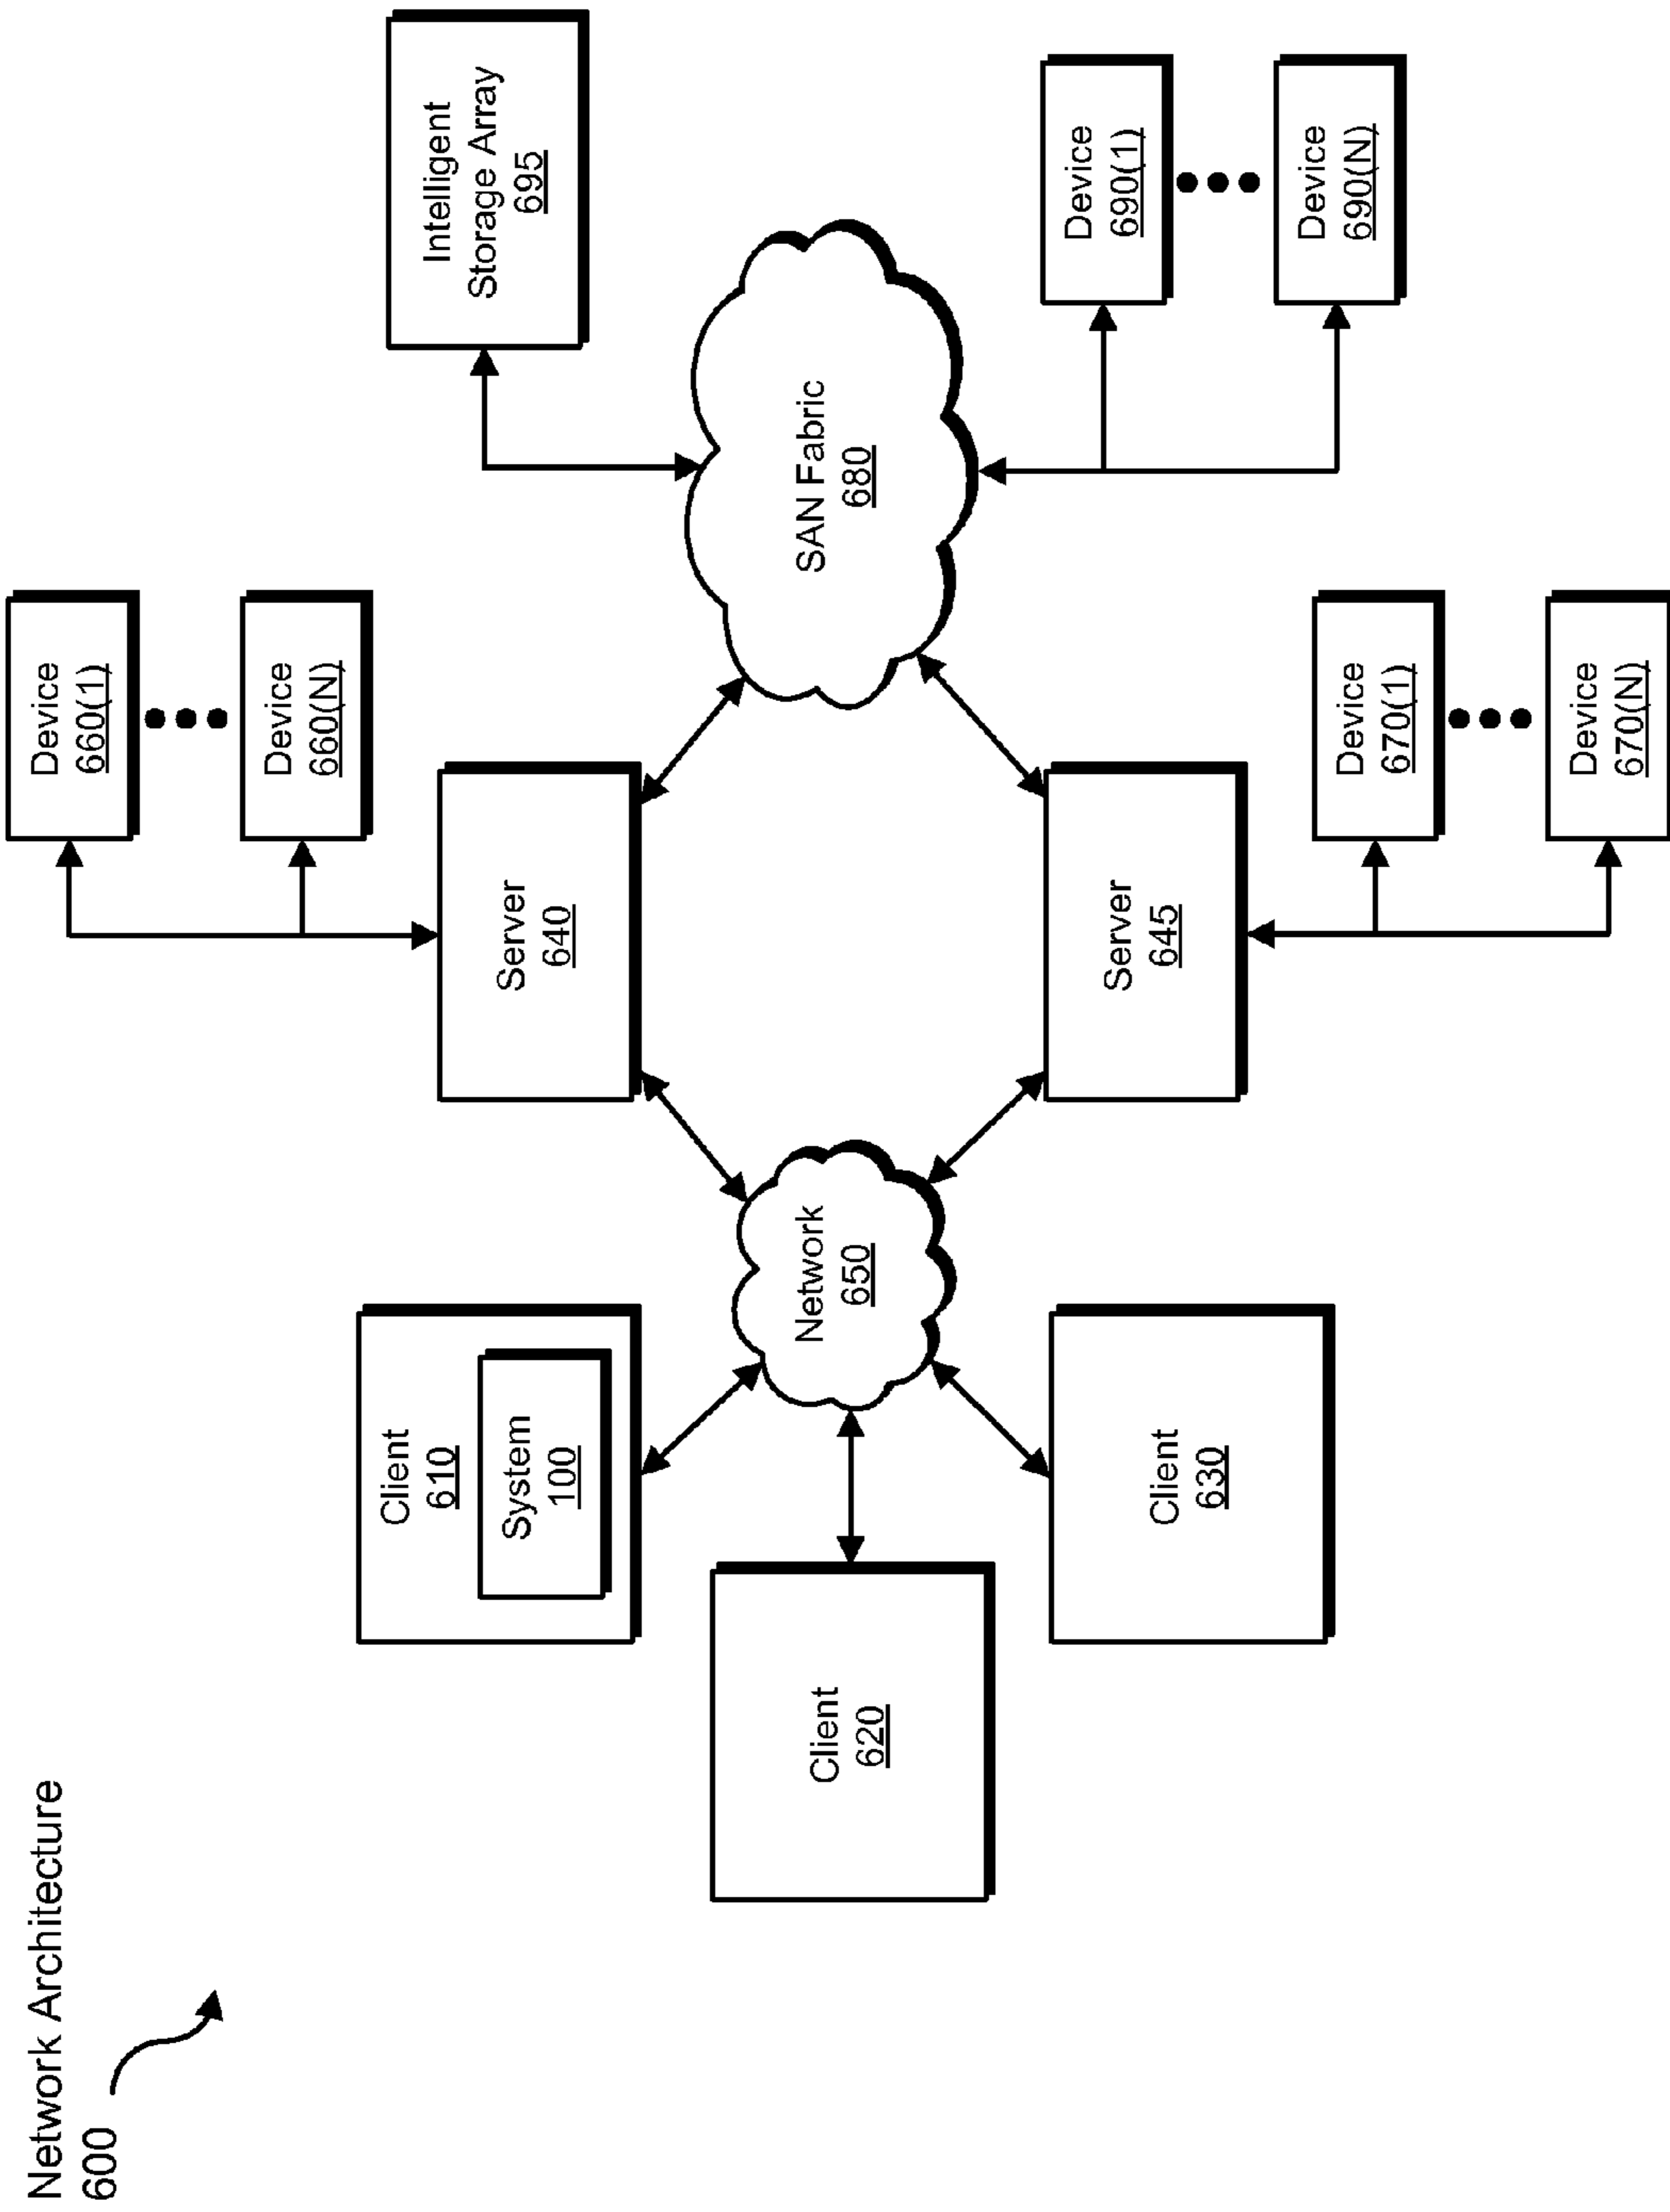 Network Architecture
600
Client
610
System
100
Client
620
Client
630
Network
650
Server
640
Server
645
Device
660(1)
Device
660(N)
Device
670(1)
Device
670(N)
SAN Fabric
680
Intelligent
Storage Array
695
Device
690(1)
Device
690(N)